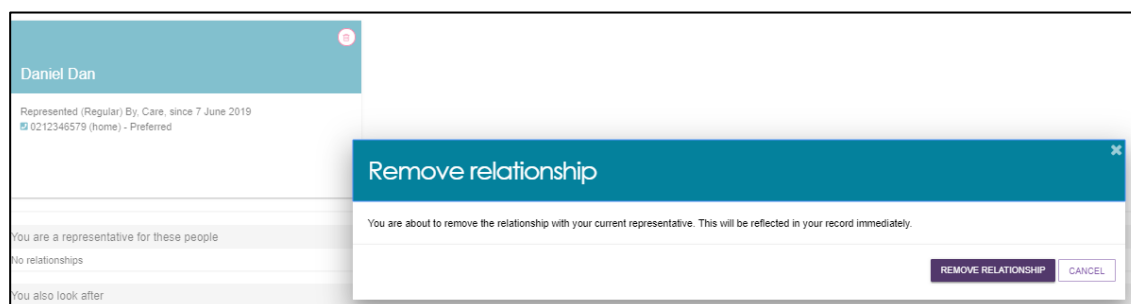 Daniel Dan
Represented (Regular) By, Care, since 7 June 2019
0212346579 (home) - Preferred
Remove relationship
You are about to remove the relationship with your current representative. This will be reflected in your record immediately.
REMOVE RELATIONSHIP
CANCEL
You are a representative for these people
No relationships
You also look after